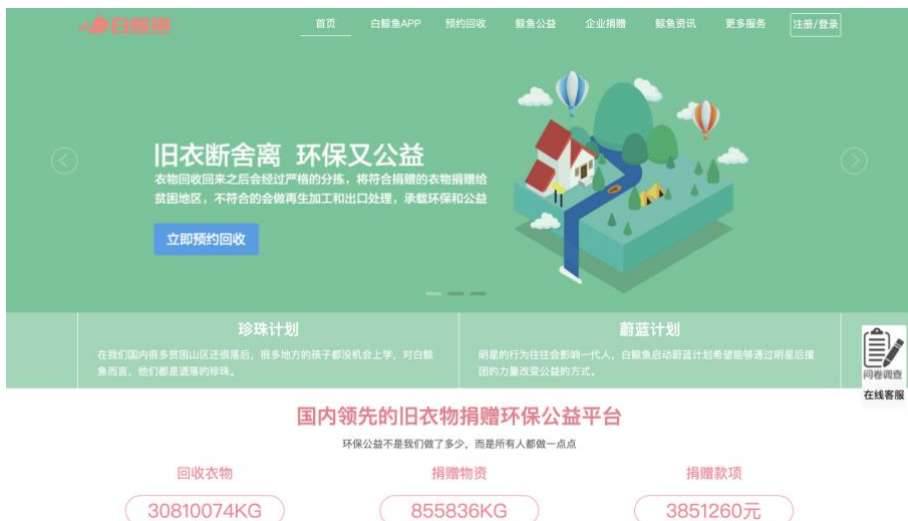 白鲸鱼
首页 白鲸鱼APP 预约回收 鲸鱼公益 企业捐赠 鲸鱼资讯 更多服务 注册/登录
旧衣断舍离 环保又公益
衣物回收回来之后会经过严格的分拣，将符合捐赠的衣物捐赠给
贫困地区，不符合的会做再生加工和出口处理，承载环保和公益
立即预约回收
珍珠计划
在我们国内很多贫困山区还很落后，很多地方的孩子都没机会上学，对白鲸
鱼而言，他们都是遗落的珍珠。
蔚蓝计划
明星的行为往往会影响一代人，白鲸鱼启动蔚蓝计划希望能够通过明星后援
团的力量改变公益的方式。
问卷调查
在线客服
国内领先的旧衣物捐赠环保公益平台
环保公益不是我们做了多少，而是所有人都做一点点
回收衣物 捐赠物资 捐赠款项
30810074KG 855836KG 3851260元